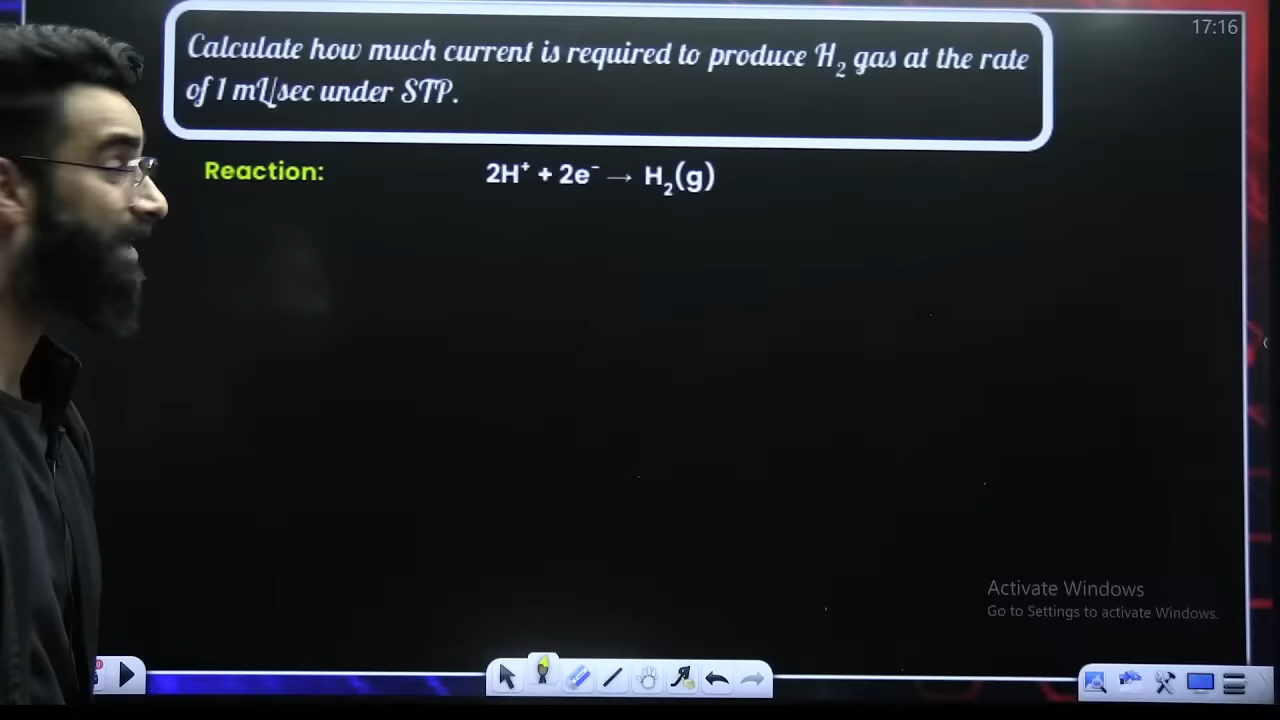 17:16
Calculate how much current is required to produce H₂ gas at the rate
of 1 mL/sec under STP.
Reaction: 2H⁺ + 2e⁻ → H₂(g)
Activate Windows
Go to Settings to activate Windows.